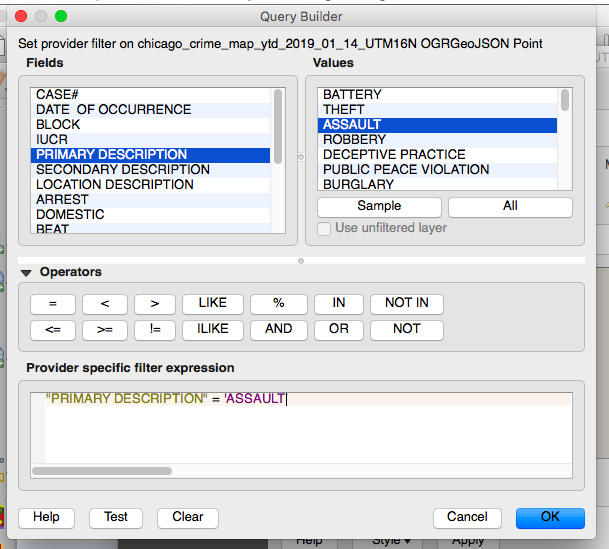 Query Builder
Set provider filter on chicago_crime_map_ytd_2019_01_14_UTM16N OGRGeoJSON Point
Fields
Values
CASE#
DATE  OF OCCURRENCE
BLOCK
IUCR
PRIMARY DESCRIPTION
SECONDARY DESCRIPTION
LOCATION DESCRIPTION
ARREST
DOMESTIC
BEAT
BATTERY
THEFT
ASSAULT
ROBBERY
DECEPTIVE PRACTICE
PUBLIC PEACE VIOLATION
BURGLARY
Sample
All
Use unfiltered layer
Operators
= < > LIKE % IN NOT IN
<= >= != ILIKE AND OR NOT
Provider specific filter expression
"PRIMARY DESCRIPTION" = 'ASSAULT
Help Test Clear Cancel OK
Help Style Apply